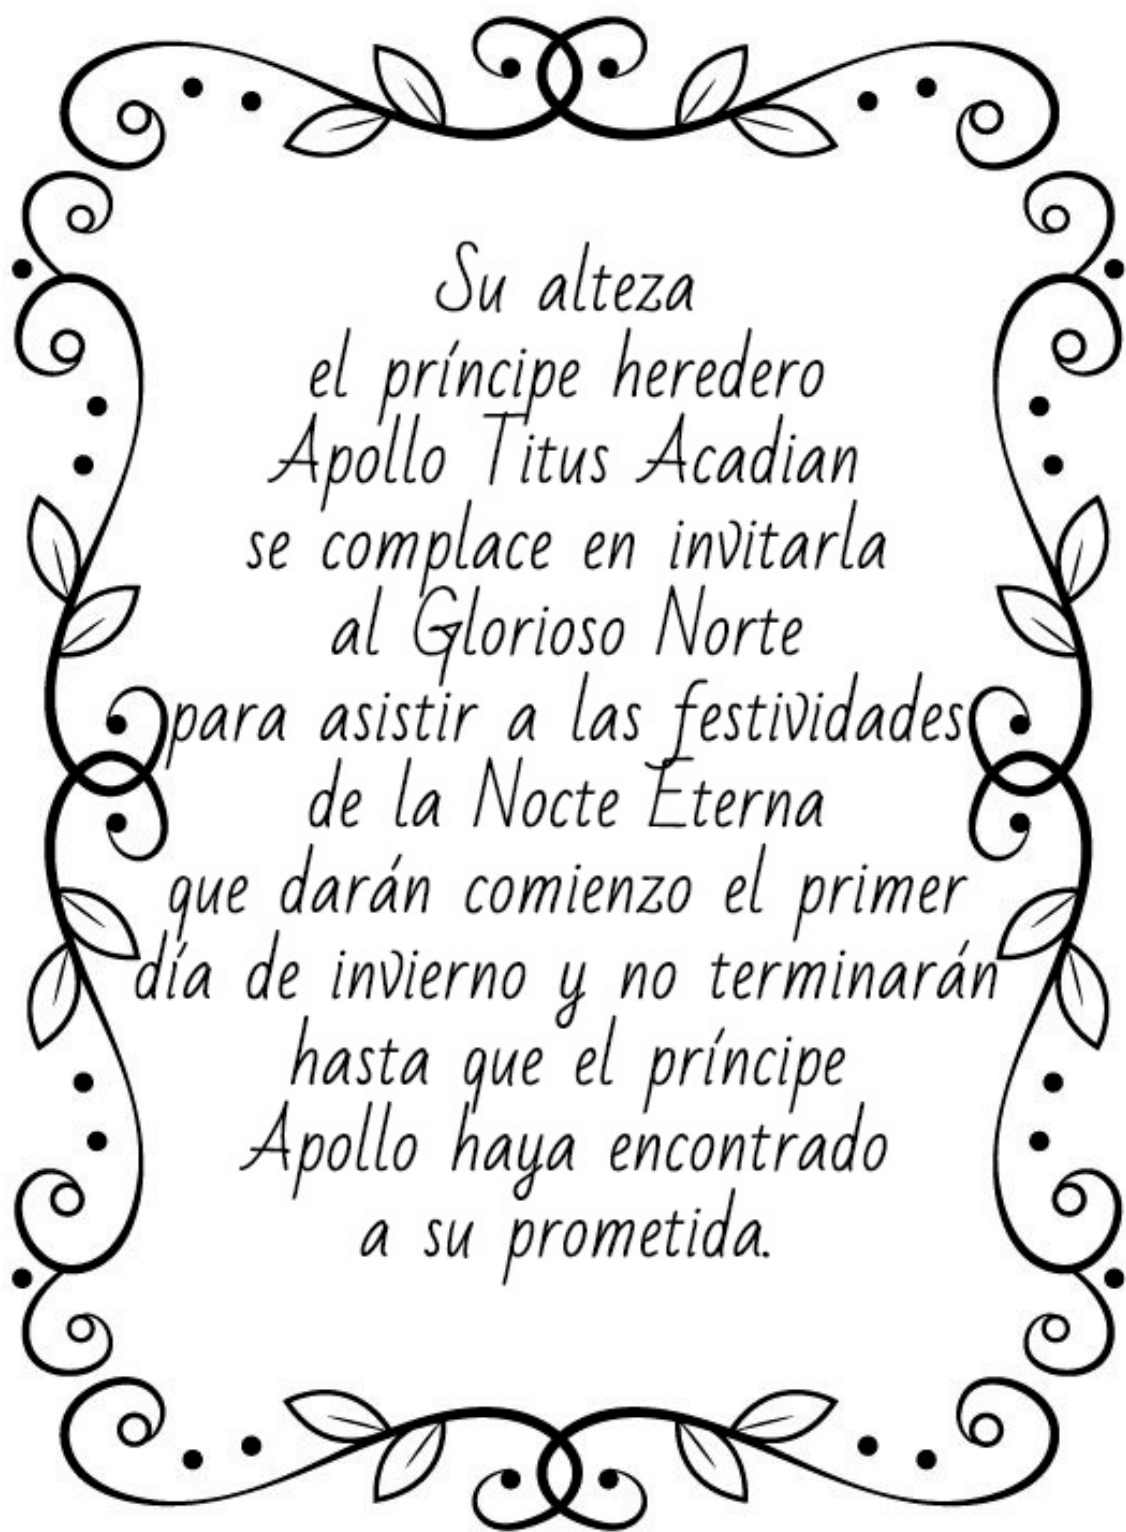 Su alteza
el príncipe heredero
Apollo Titus Acadian
se complace en invitarla
al Glorioso Norte
para asistir a las festividades
de la Nocte Eterna
que darán comienzo el primer
día de invierno y no terminarán
hasta que el príncipe
Apollo haya encontrado
a su prometida.